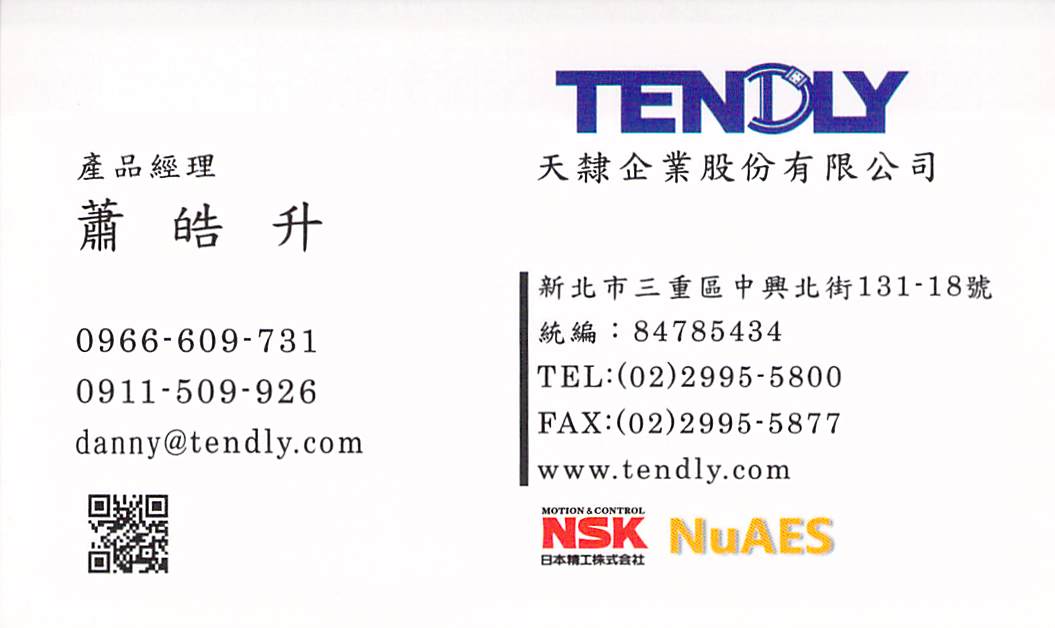 產品經理
蕭皓升
0966-609-731
0911-509-926
danny@tendly.com
TENDLY
天隸企業股份有限公司
新北市三重區中興北街131-18號
統編：84785434
TEL:(02)2995-5800
FAX:(02)2995-5877
www.tendly.com
MOTION & CONTROL
NSK
日本精工株式会社
NuAES